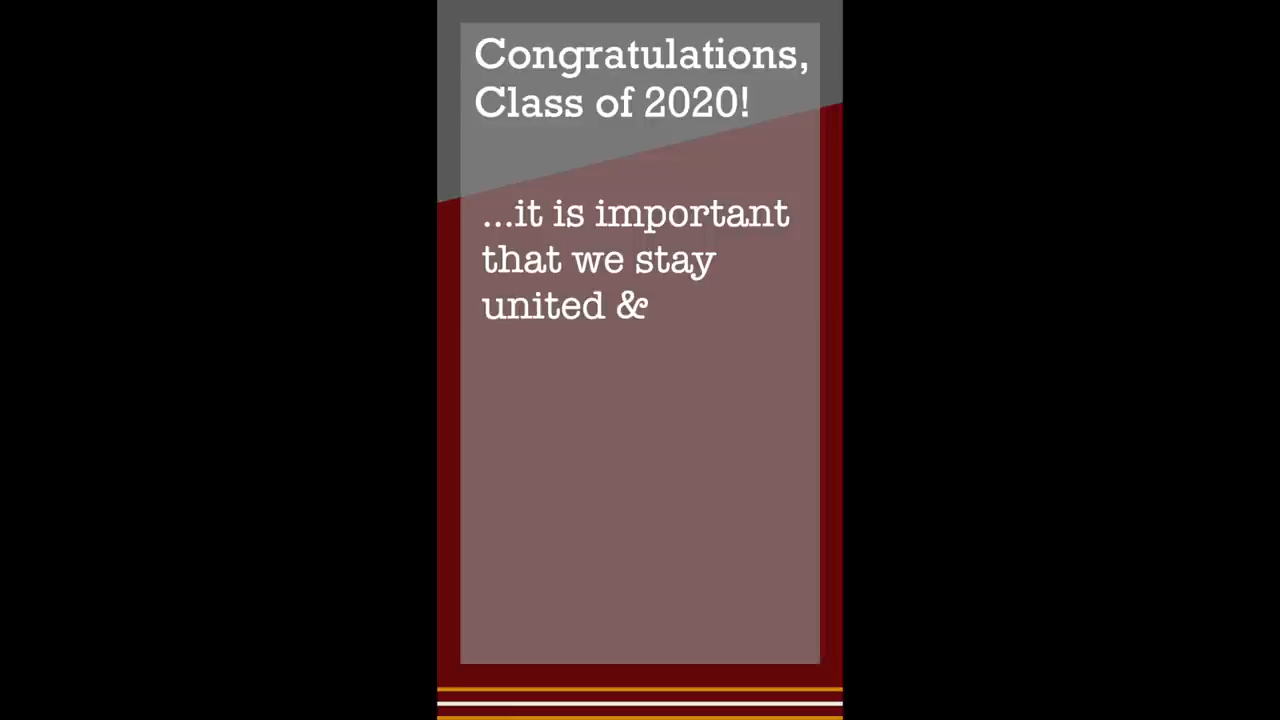 Congratulations,
Class of 2020!
...it is important
that we stay
united &